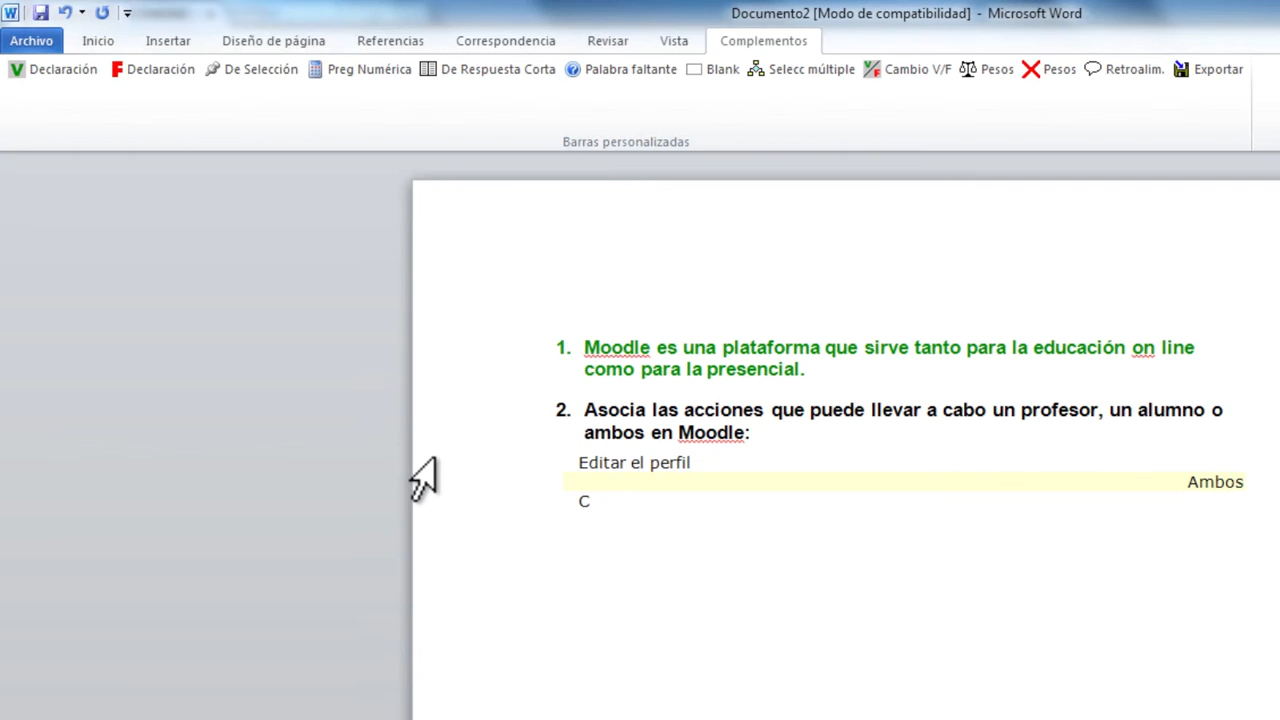 Documento2 [Modo de compatibilidad] - Microsoft Word
Archivo Inicio Insertar Diseño de página Referencias Correspondencia Revisar Vista Complementos
V Declaración F Declaración De Selección Preg Numérica De Respuesta Corta ? Palabra faltante Blank Selecc múltiple V/F Cambio V/F Pesos Pesos Retroalim. Exportar
Barras personalizadas
1. Moodle es una plataforma que sirve tanto para la educación on line
como para la presencial.
2. Asocia las acciones que puede llevar a cabo un profesor, un alumno o
ambos en Moodle:
Editar el perfil
Ambos
C